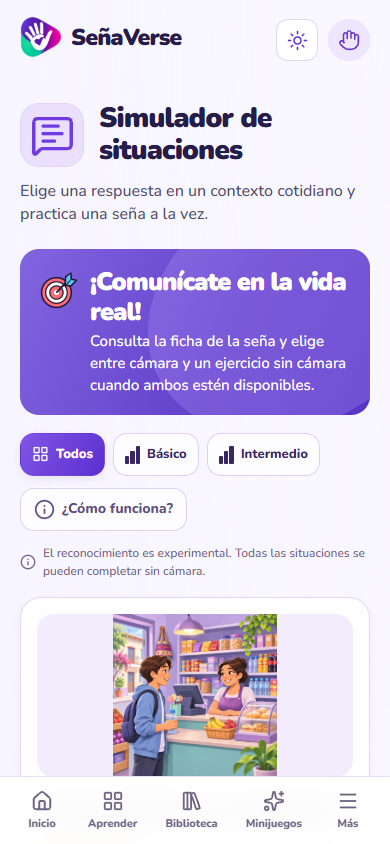 SeñaVerse
Simulador de
situaciones
Elige una respuesta en un contexto cotidiano y
practica una seña a la vez.
¡Comunícate en la vida
real!
Consulta la ficha de la seña y elige
entre cámara y un ejercicio sin cámara
cuando ambos estén disponibles.
Todos
Básico
Intermedio
¿Cómo funciona?
El reconocimiento es experimental. Todas las situaciones se
pueden completar sin cámara.
Inicio
Aprender
Biblioteca
Minijuegos
Más